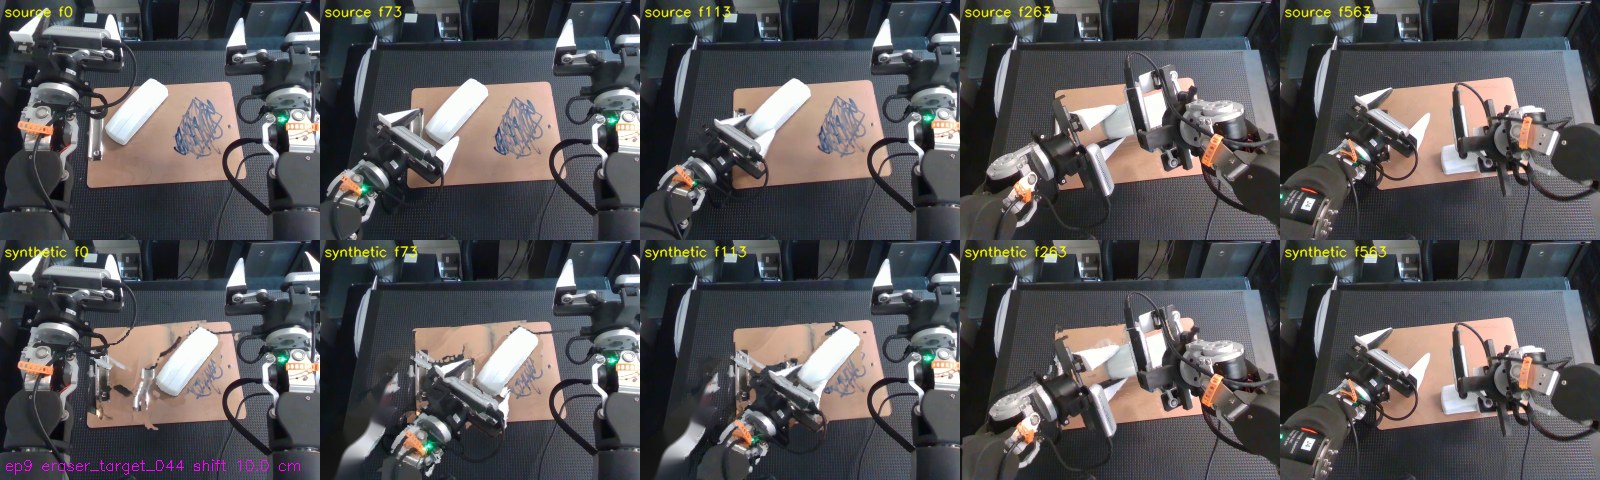 source f0
source f73
source f113
source f263
source f563
synthetic f0
synthetic f73
synthetic f113
synthetic f263
synthetic f563
ep9 eraser_target_044 shift 10.0 cm